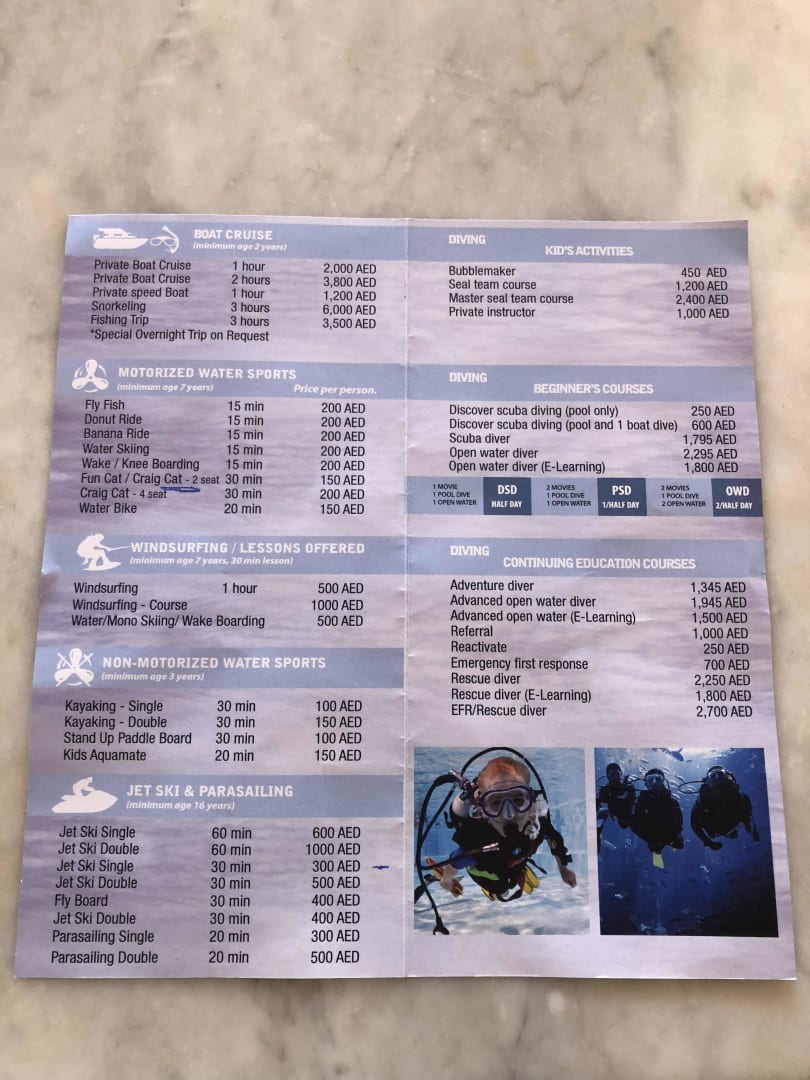 BOAT CRUISE
(minimum age 2 years)
Private Boat Cruise 1 hour 2,000 AED
Private Boat Cruise 2 hours 3,800 AED
Private speed Boat 1 hour 1,200 AED
Snorkeling 3 hours 6,000 AED
Fishing Trip 3 hours 3,500 AED
*Special Overnight Trip on Request
MOTORIZED WATER SPORTS
(minimum age 7 years) Price per person.
Fly Fish 15 min 200 AED
Donut Ride 15 min 200 AED
Banana Ride 15 min 200 AED
Water Skiing 15 min 200 AED
Wake / Knee Boarding 15 min 200 AED
Fun Cat / Craig Cat - 2 seat 30 min 150 AED
Craig Cat - 4 seat 30 min 200 AED
Water Bike 20 min 150 AED
WINDSURFING / LESSONS OFFERED
(minimum age 7 years, 30 min lesson)
Windsurfing 1 hour 500 AED
Windsurfing - Course 1000 AED
Water/Mono Skiing/ Wake Boarding 500 AED
NON-MOTORIZED WATER SPORTS
(minimum age 3 years)
Kayaking - Single 30 min 100 AED
Kayaking - Double 30 min 150 AED
Stand Up Paddle Board 30 min 100 AED
Kids Aquamate 20 min 150 AED
JET SKI & PARASAILING
(minimum age 16 years)
Jet Ski Single 60 min 600 AED
Jet Ski Double 60 min 1000 AED
Jet Ski Single 30 min 300 AED
Jet Ski Double 30 min 500 AED
Fly Board 30 min 400 AED
Jet Ski Double 30 min 400 AED
Parasailing Single 20 min 300 AED
Parasailing Double 20 min 500 AED
DIVING
KID'S ACTIVITIES
Bubblemaker 450 AED
Seal team course 1,200 AED
Master seal team course 2,400 AED
Private instructor 1,000 AED
DIVING
BEGINNER'S COURSES
Discover scuba diving (pool only) 250 AED
Discover scuba diving (pool and 1 boat dive) 600 AED
Scuba diver 1,795 AED
Open water diver 2,295 AED
Open water diver (E-Learning) 1,800 AED
1 MOVIE
1 POOL DIVE
1 OPEN WATER
DSD
HALF DAY
2 MOVIES
1 POOL DIVE
1 OPEN WATER
PSD
1/HALF DAY
2 MOVIES
1 POOL DIVE
2 OPEN WATER
OWD
2/HALF DAY
DIVING
CONTINUING EDUCATION COURSES
Adventure diver 1,345 AED
Advanced open water diver 1,945 AED
Advanced open water (E-Learning) 1,500 AED
Referral 1,000 AED
Reactivate 250 AED
Emergency first response 700 AED
Rescue diver 2,250 AED
Rescue diver (E-Learning) 1,800 AED
EFR/Rescue diver 2,700 AED